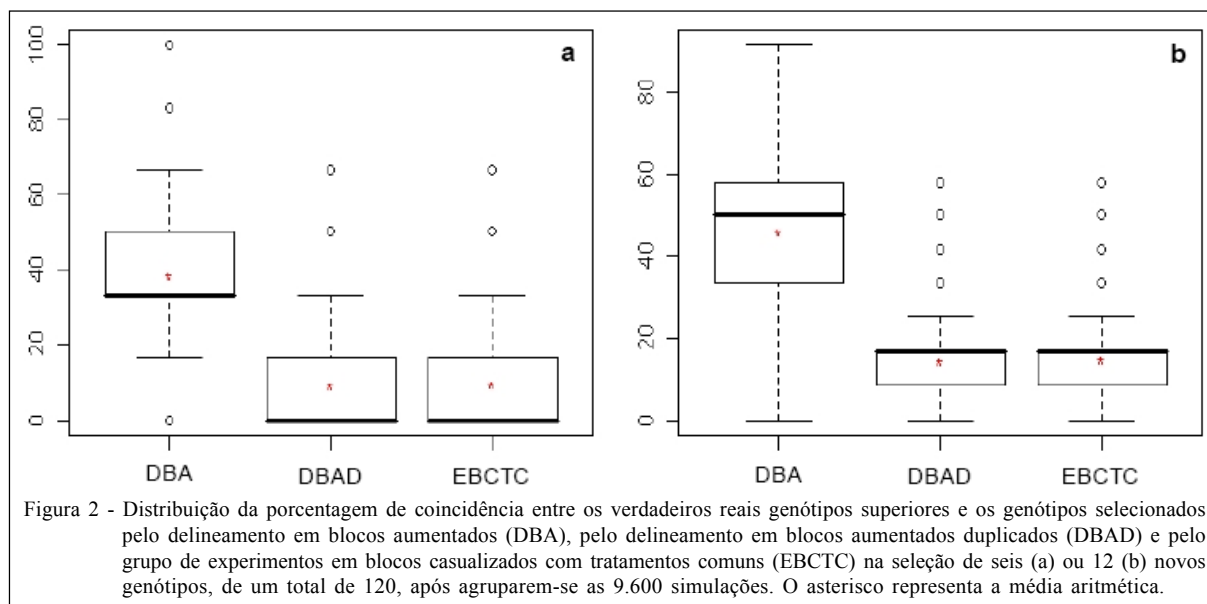 a
100
80
60
40
20
0
DBA DBAD EBCTC
b
80
60
40
20
0
DBA DBAD EBCTC
Figura 2 - Distribuição da porcentagem de coincidência entre os verdadeiros reais genótipos superiores e os genótipos selecionados
pelo delineamento em blocos aumentados (DBA), pelo delineamento em blocos aumentados duplicados (DBAD) e pelo
grupo de experimentos em blocos casualizados com tratamentos comuns (EBCTC) na seleção de seis (a) ou 12 (b) novos
genótipos, de um total de 120, após agruparem-se as 9.600 simulações. O asterisco representa a média aritmética.